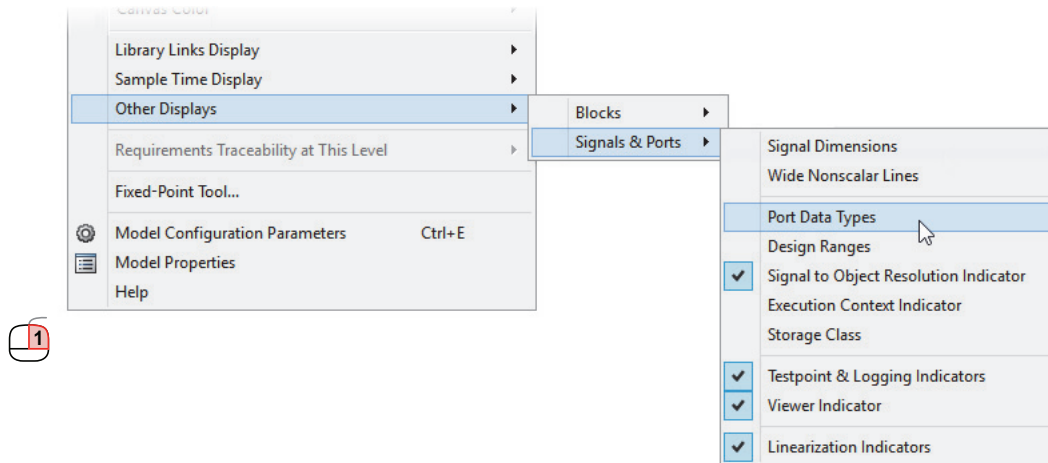 Canvas Color
Library Links Display
Sample Time Display
Other Displays
Requirements Traceability at This Level
Fixed-Point Tool...
Model Configuration Parameters Ctrl+E
Model Properties
Help
Blocks
Signals & Ports
Signal Dimensions
Wide Nonscalar Lines
Port Data Types
Design Ranges
Signal to Object Resolution Indicator
Execution Context Indicator
Storage Class
Testpoint & Logging Indicators
Viewer Indicator
Linearization Indicators
1